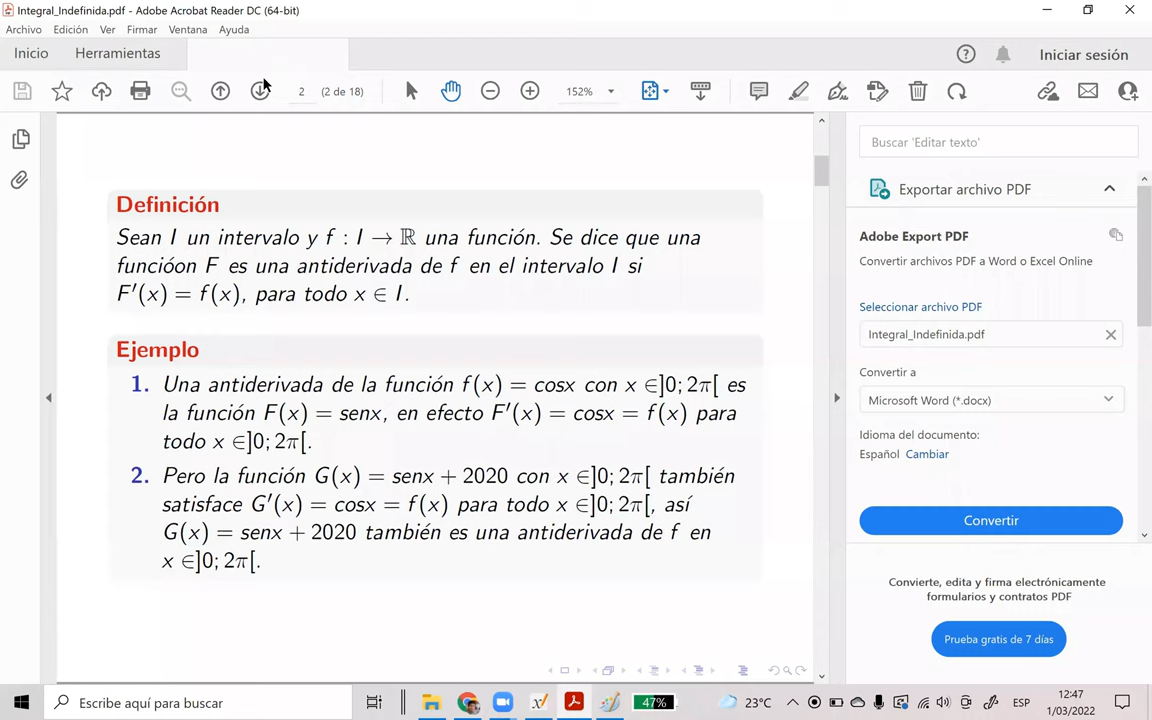 Integral_Indefinida.pdf - Adobe Acrobat Reader DC (64-bit)
Archivo Edición Ver Firmar Ventana Ayuda
Inicio Herramientas Iniciar sesión
2 (2 de 18) 152%
Definición
Sean I un intervalo y f : I → ℝ una función. Se dice que una
funcióon F es una antiderivada de f en el intervalo I si
F′(x) = f(x), para todo x ∈ I.
Ejemplo
1. Una antiderivada de la función f(x) = cosx con x ∈]0; 2π[ es
la función F(x) = senx, en efecto F′(x) = cosx = f(x) para
todo x ∈]0; 2π[.
2. Pero la función G(x) = senx + 2020 con x ∈]0; 2π[ también
satisface G′(x) = cosx = f(x) para todo x ∈]0; 2π[, así
G(x) = senx + 2020 también es una antiderivada de f en
x ∈]0; 2π[.
Buscar 'Editar texto'
Exportar archivo PDF
Adobe Export PDF
Convertir archivos PDF a Word o Excel Online
Seleccionar archivo PDF
Integral_Indefinida.pdf
Convertir a
Microsoft Word (*.docx)
Idioma del documento:
Español Cambiar
Convertir
Convierte, edita y firma electrónicamente
formularios y contratos PDF
Prueba gratis de 7 días
Escribe aquí para buscar
47%
23°C
ESP
12:47
1/03/2022